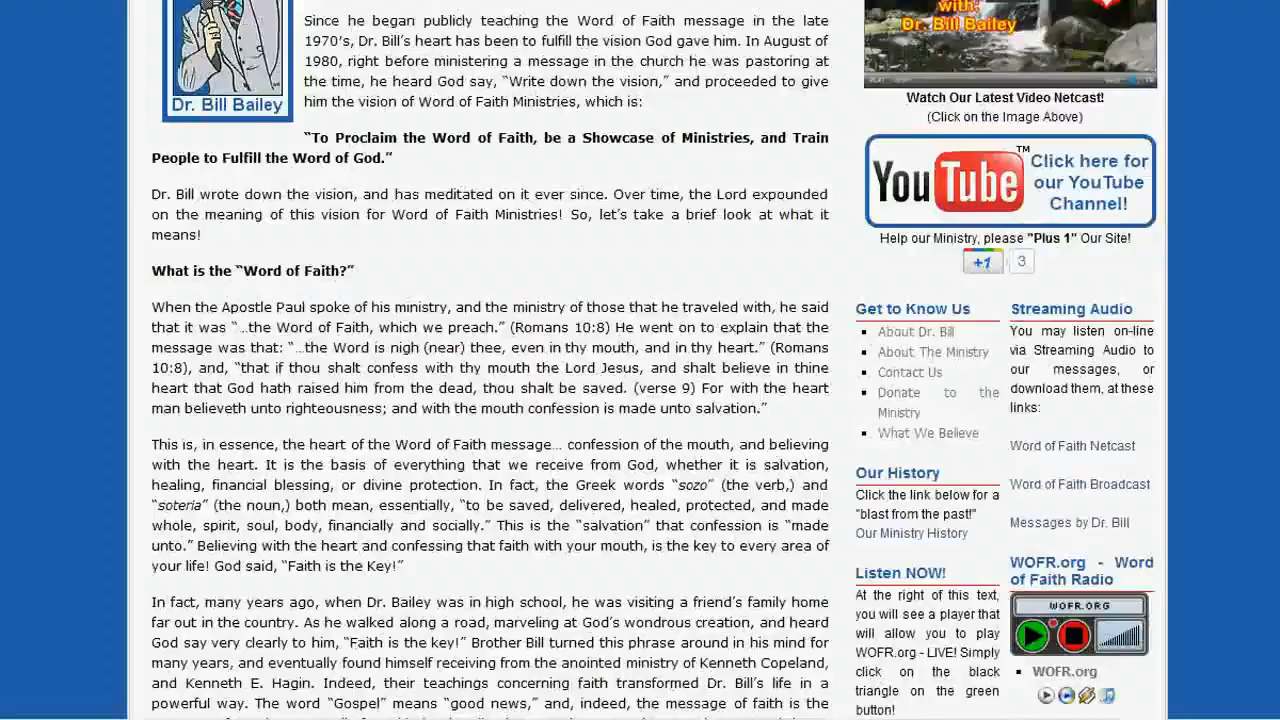 Since he began publicly teaching the Word of Faith message in the late
1970’s, Dr. Bill’s heart has been to fulfill the vision God gave him. In August of
1980, right before ministering a message in the church he was pastoring at
the time, he heard God say, “Write down the vision,” and proceeded to give
him the vision of Word of Faith Ministries, which is:
Dr. Bill Bailey
“To Proclaim the Word of Faith, be a Showcase of Ministries, and Train
People to Fulfill the Word of God.”
Dr. Bill wrote down the vision, and has meditated on it ever since. Over time, the Lord expounded
on the meaning of this vision for Word of Faith Ministries! So, let’s take a brief look at what it
means!
What is the “Word of Faith?”
When the Apostle Paul spoke of his ministry, and the ministry of those that he traveled with, he said
that it was “…the Word of Faith, which we preach.” (Romans 10:8) He went on to explain that the
message was that: “…the Word is nigh (near) thee, even in thy mouth, and in thy heart.” (Romans
10:8), and, “that if thou shalt confess with thy mouth the Lord Jesus, and shalt believe in thine
heart that God hath raised him from the dead, thou shalt be saved. (verse 9) For with the heart
man believeth unto righteousness; and with the mouth confession is made unto salvation.”
This is, in essence, the heart of the Word of Faith message… confession of the mouth, and believing
with the heart. It is the basis of everything that we receive from God, whether it is salvation,
healing, financial blessing, or divine protection. In fact, the Greek words “sozo” (the verb,) and
“soteria” (the noun,) both mean, essentially, “to be saved, delivered, healed, protected, and made
whole, spirit, soul, body, financially and socially.” This is the “salvation” that confession is “made
unto.” Believing with the heart and confessing that faith with your mouth, is the key to every area of
your life! God said, “Faith is the Key!”
In fact, many years ago, when Dr. Bailey was in high school, he was visiting a friend’s family home
far out in the country. As he walked along a road, marveling at God’s wondrous creation, and heard
God say very clearly to him, “Faith is the key!” Brother Bill turned this phrase around in his mind for
many years, and eventually found himself receiving from the anointed ministry of Kenneth Copeland,
and Kenneth E. Hagin. Indeed, their teachings concerning faith transformed Dr. Bill’s life in a
powerful way. The word “Gospel” means “good news,” and, indeed, the message of faith is the
with:
Dr. Bill Bailey
Watch Our Latest Video Netcast!
(Click on the Image Above)
YouTube™
Click here for
our YouTube
Channel!
Help our Ministry, please "Plus 1" Our Site!
+1 3
Get to Know Us
About Dr. Bill
About The Ministry
Contact Us
Donate to the
Ministry
What We Believe
Our History
Click the link below for a
"blast from the past!"
Our Ministry History
Listen NOW!
At the right of this text,
you will see a player that
will allow you to play
WOFR.org - LIVE! Simply
click on the black
triangle on the green
button!
Streaming Audio
You may listen on-line
via Streaming Audio to
our messages, or
download them, at these
links:
Word of Faith Netcast
Word of Faith Broadcast
Messages by Dr. Bill
WOFR.org - Word
of Faith Radio
WOFR.ORG
WOFR.org